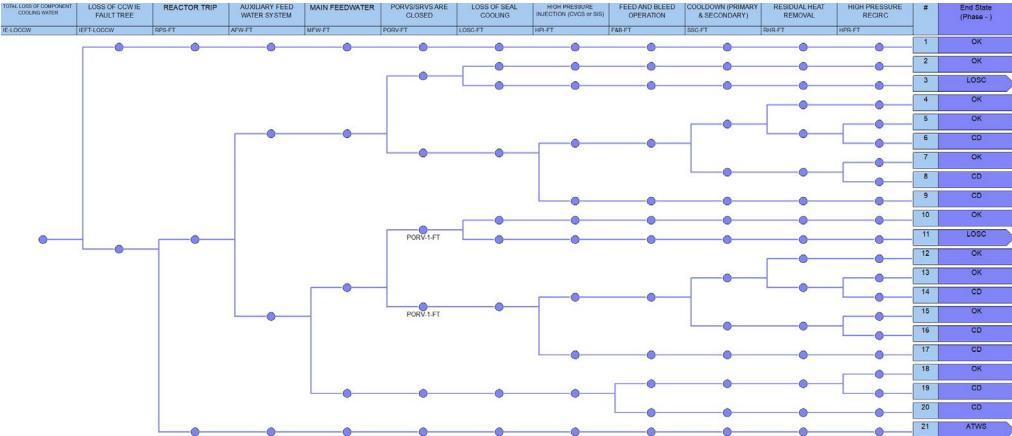 TOTAL LOSS OF COMPONENT COOLING WATER
LOSS OF CCW IE FAULT TREE
REACTOR TRIP
AUXILIARY FEED WATER SYSTEM
MAIN FEEDWATER
PORVS/SRVS ARE CLOSED
LOSS OF SEAL COOLING
HIGH PRESSURE INJECTION (CVCS or SIS)
FEED AND BLEED OPERATION
COOLDOWN (PRIMARY & SECONDARY)
RESIDUAL HEAT REMOVAL
HIGH PRESSURE RECIRC
#
End State (Phase - )
IE-LOCCW
IEFT-LOCCW
RPS-FT
AFW-FT
MFW-FT
PORV-FT
LOSC-FT
HPI-FT
F&B-FT
SSC-FT
RHR-FT
HPR-FT
1 OK
2 OK
3 LOSC
4 OK
5 OK
6 CD
7 OK
8 CD
9 CD
10 OK
PORV-1-FT
11 LOSC
12 OK
13 OK
14 CD
PORV-1-FT
15 OK
16 CD
17 CD
18 OK
19 CD
20 CD
21 ATWS